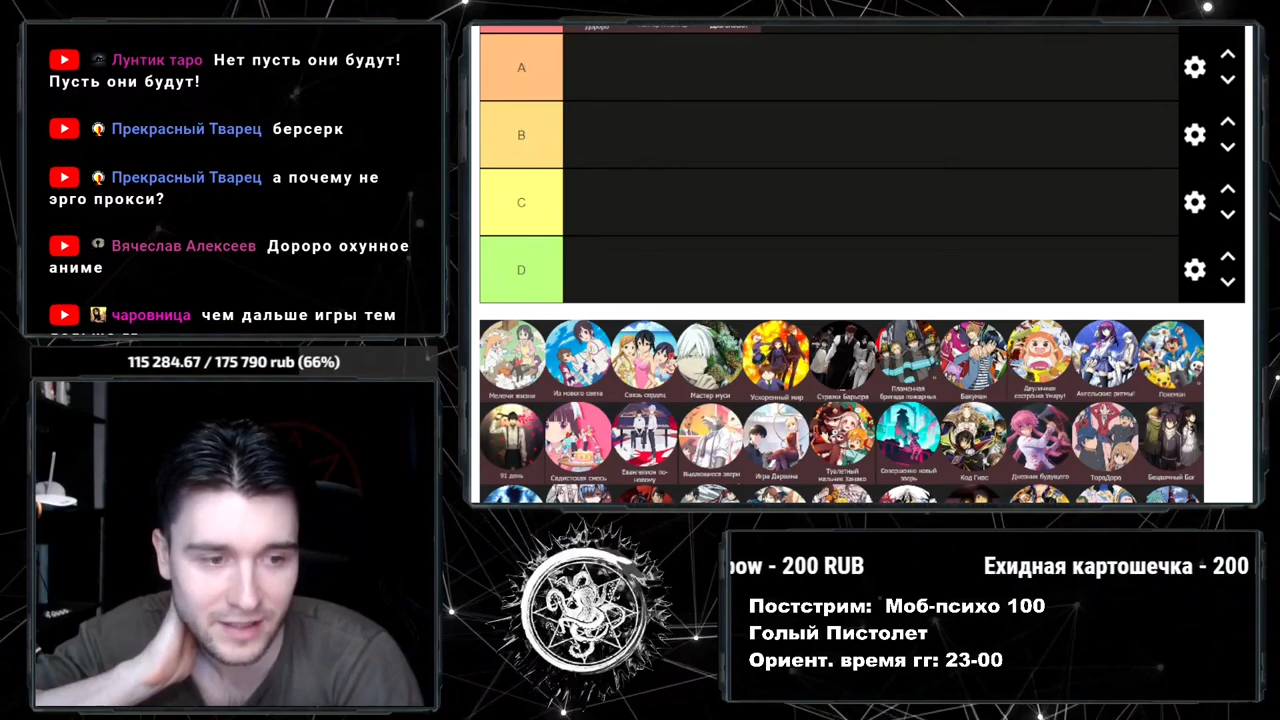 Лунтик таро Нет пусть они будут!
Пусть они будут!
Прекрасный Тварец берсерк
Прекрасный Тварец а почему не
эрго прокси?
Вячеслав Алексеев Дороро охунное
аниме
чаровница чем дальше игры тем
115 284.67 / 175 790 rub (66%)
Дороро
A
B
C
D
Мелочи жизни
Из нового света
Связь сердец
Мастер муси
Ускоренный мир
Стражи Барьера
Пламенная
бригада пожарных
Бакуман
Двуличная
сестрёнка Умару!
Ангельские ритмы!
Покемон
91 день
Садистская смесь
Евангелион по-
новому
Выдающиеся звери
Игра Дарвина
Туалетный
мальчик Ханако
Совершенно новый
зверь
Код Гиас
Дневник будущего
ТораДора
Бездомный Бог
ow - 200 RUB
Ехидная картошечка - 200
Постстрим: Моб-психо 100
Голый Пистолет
Ориент. время гг: 23-00